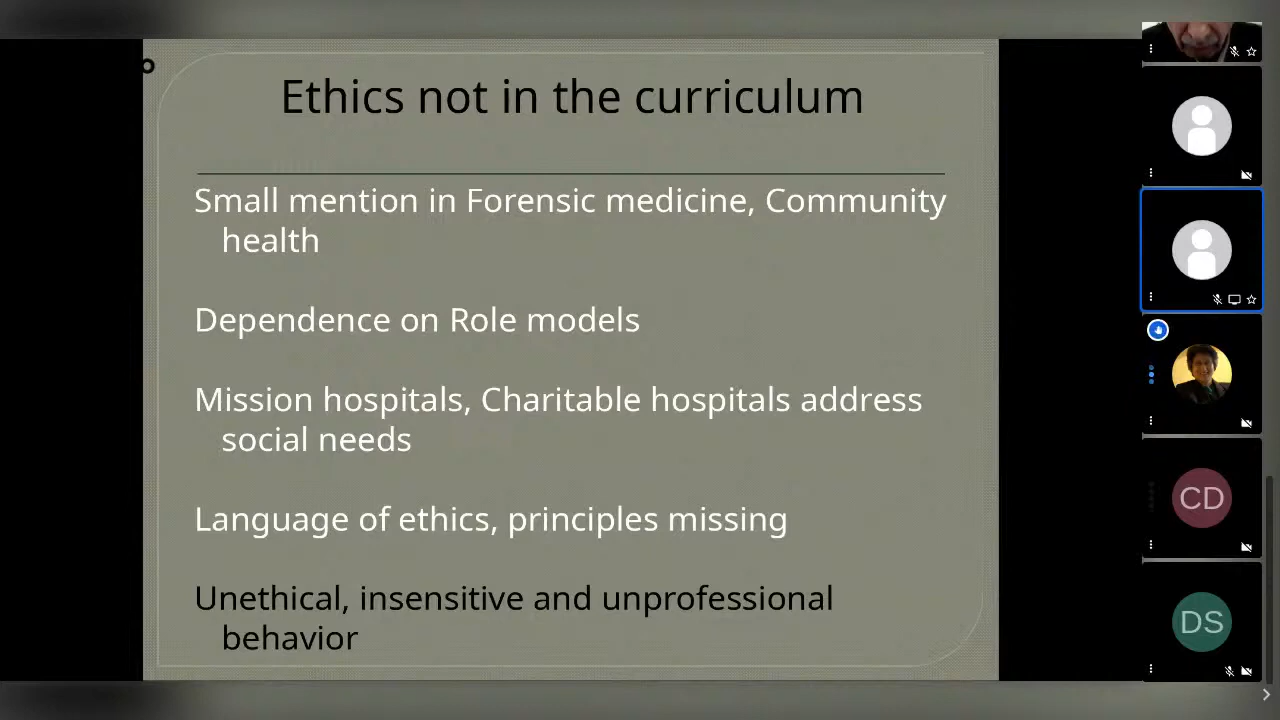 o
Ethics not in the curriculum
Small mention in Forensic medicine, Community
health
Dependence on Role models
Mission hospitals, Charitable hospitals address
social needs
Language of ethics, principles missing
Unethical, insensitive and unprofessional
behavior
CD
DS